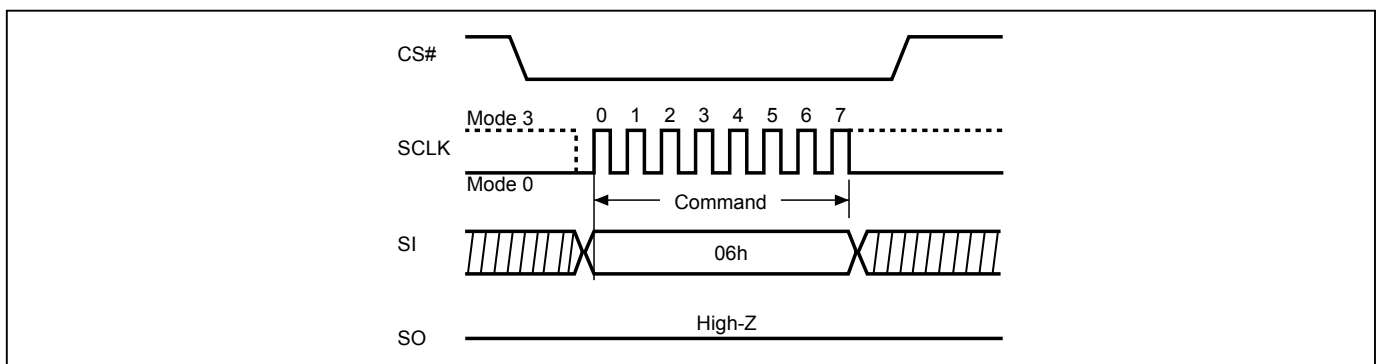 CS#
Mode 3
0 1 2 3 4 5 6 7
SCLK
Mode 0
Command
SI
06h
High-Z
SO